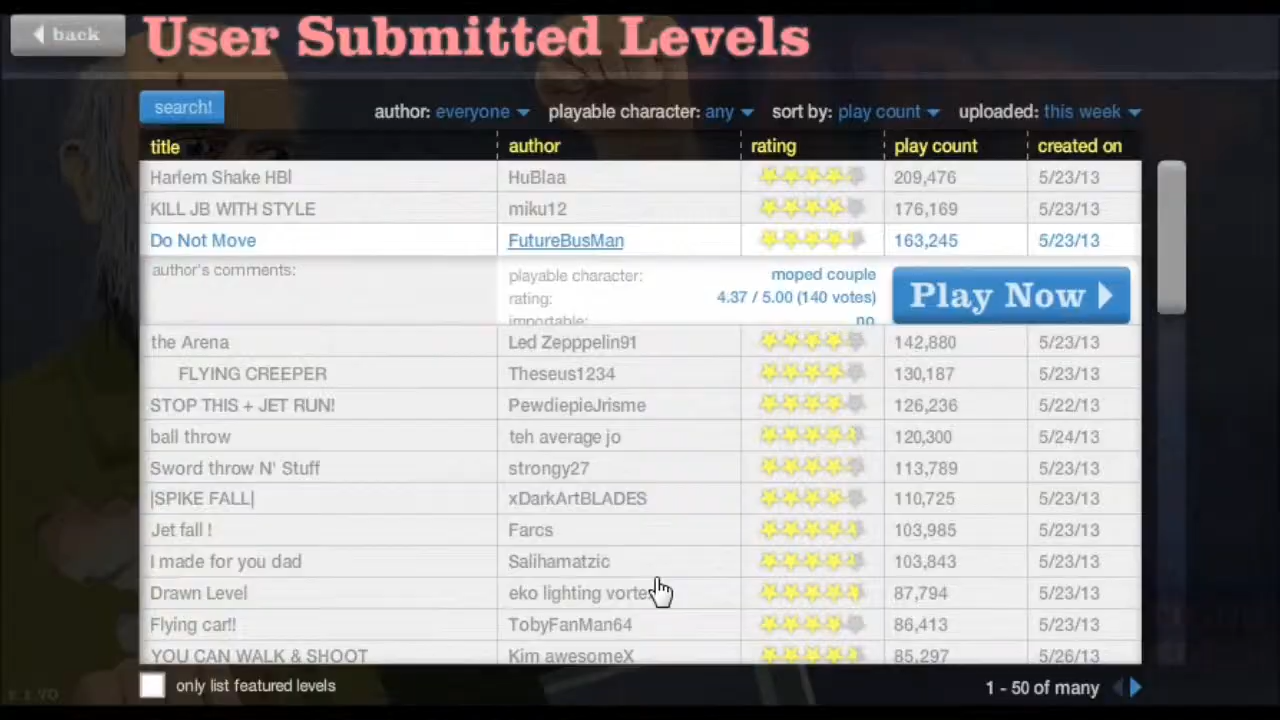 back
User Submitted Levels
search!
author: everyone playable character: any sort by: play count uploaded: this week
title author rating play count created on
Harlem Shake HBl HuBlaa 209,476 5/23/13
KILL JB WITH STYLE miku12 176,169 5/23/13
Do Not Move FutureBusMan 163,245 5/23/13
author's comments:
playable character: moped couple
rating: 4.37 / 5.00 (140 votes)
importable: no
Play Now
the Arena Led Zepppelin91 142,880 5/23/13
FLYING CREEPER Theseus1234 130,187 5/23/13
STOP THIS + JET RUN! PewdiepieJrisme 126,236 5/22/13
ball throw teh average jo 120,300 5/24/13
Sword throw N' Stuff strongy27 113,789 5/23/13
|SPIKE FALL| xDarkArtBLADES 110,725 5/23/13
Jet fall ! Farcs 103,985 5/23/13
I made for you dad Salihamatzic 103,843 5/23/13
Drawn Level eko lighting vorte 87,794 5/23/13
Flying car!! TobyFanMan64 86,413 5/23/13
YOU CAN WALK & SHOOT Kim awesomeX 85,297 5/26/13
only list featured levels
1 - 50 of many